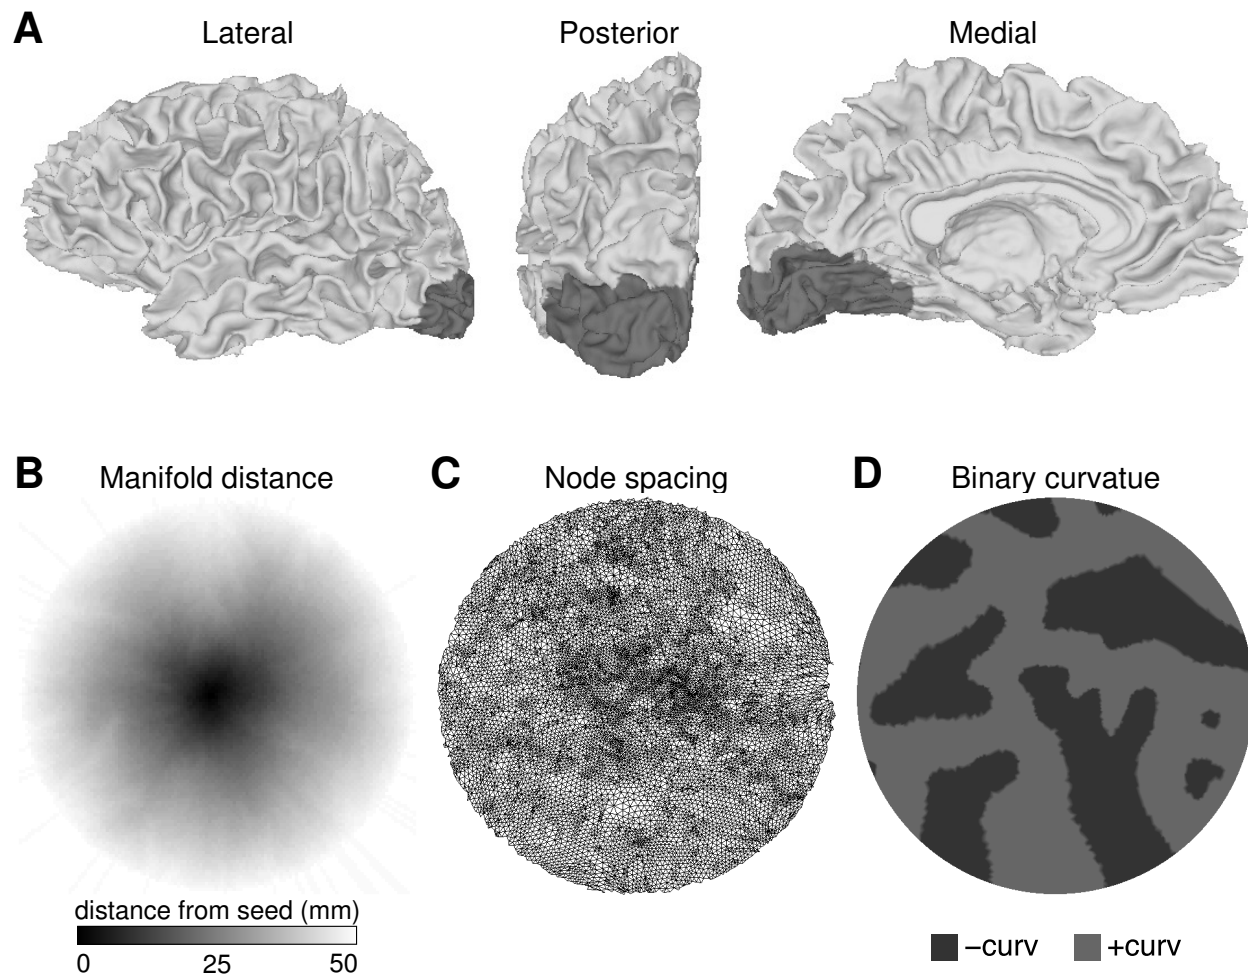 A
Lateral
Posterior
Medial
B
Manifold distance
C
Node spacing
D
Binary curvatue
distance from seed (mm)
0
25
50
−curv
+curv